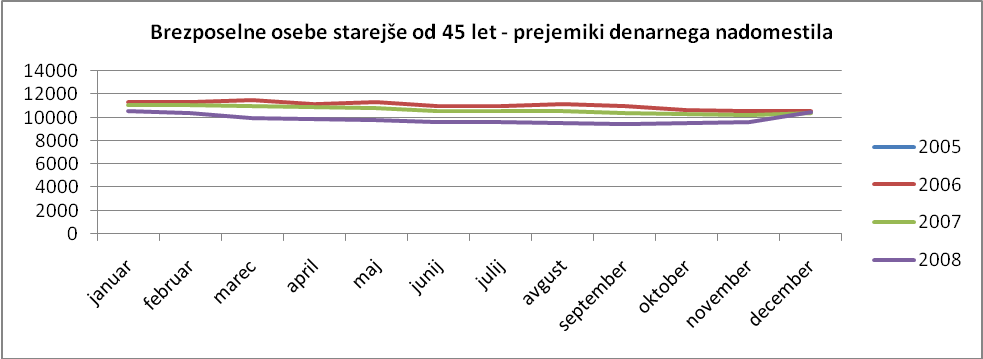 Brezposelne osebe starejše od 45 let - prejemiki denarnega nadomestila
14000
12000
10000
8000
6000
4000
2000
0
januar
februar
marec
april
maj
junij
julij
avgust
september
oktober
november
december
2005
2006
2007
2008